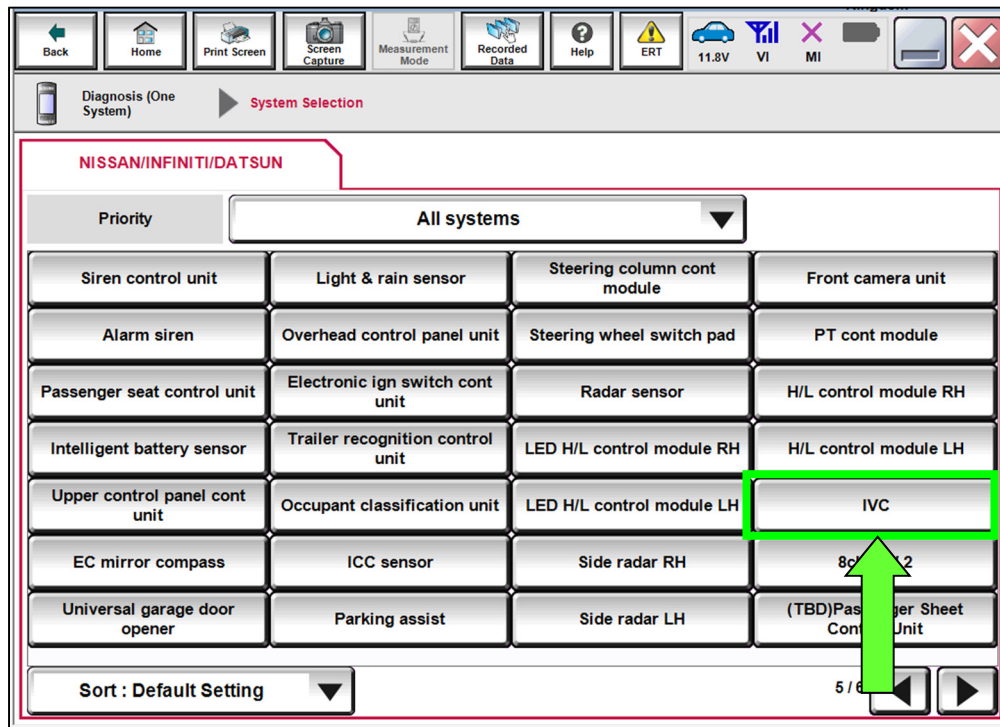 Back
Home
Print Screen
Screen
Capture
Measurement
Mode
Recorded
Data
Help
ERT
11.8V
VI
MI
Diagnosis (One
System)
System Selection
NISSAN/INFINITI/DATSUN
Priority
All systems
Siren control unit
Light & rain sensor
Steering column cont
module
Front camera unit
Alarm siren
Overhead control panel unit
Steering wheel switch pad
PT cont module
Passenger seat control unit
Electronic ign switch cont
unit
Radar sensor
H/L control module RH
Intelligent battery sensor
Trailer recognition control
unit
LED H/L control module RH
H/L control module LH
Upper control panel cont
unit
Occupant classification unit
LED H/L control module LH
IVC
EC mirror compass
ICC sensor
Side radar RH
Universal garage door
opener
Parking assist
Side radar LH
(TBD) Sheet
Unit
Sort : Default Setting
5 / 6